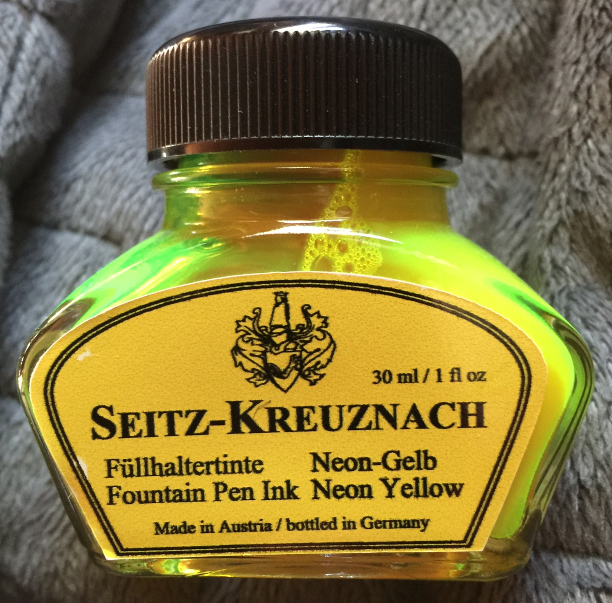 30 ml / 1 fl oz
SEITZ-KREUZNACH
Füllhaltertinte Neon-Gelb
Fountain Pen Ink Neon Yellow
Made in Austria / bottled in Germany